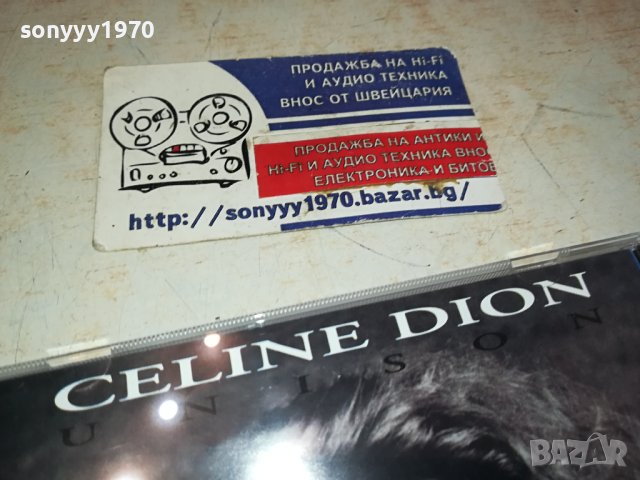 sonyyy1970
ПРОДАЖБА НА Hi-Fi
И АУДИО ТЕХНИКА
ВНОС ОТ ШВЕЙЦАРИЯ
ПРОДАЖБА НА АНТИКИ И
Hi-Fi И АУДИО ТЕХНИКА ВНОС
ЕЛЕКТРОНИКА И БИТОВ
http://sonyyy1970.bazar.bg/
CELINE DION
UNISON
BAZAR